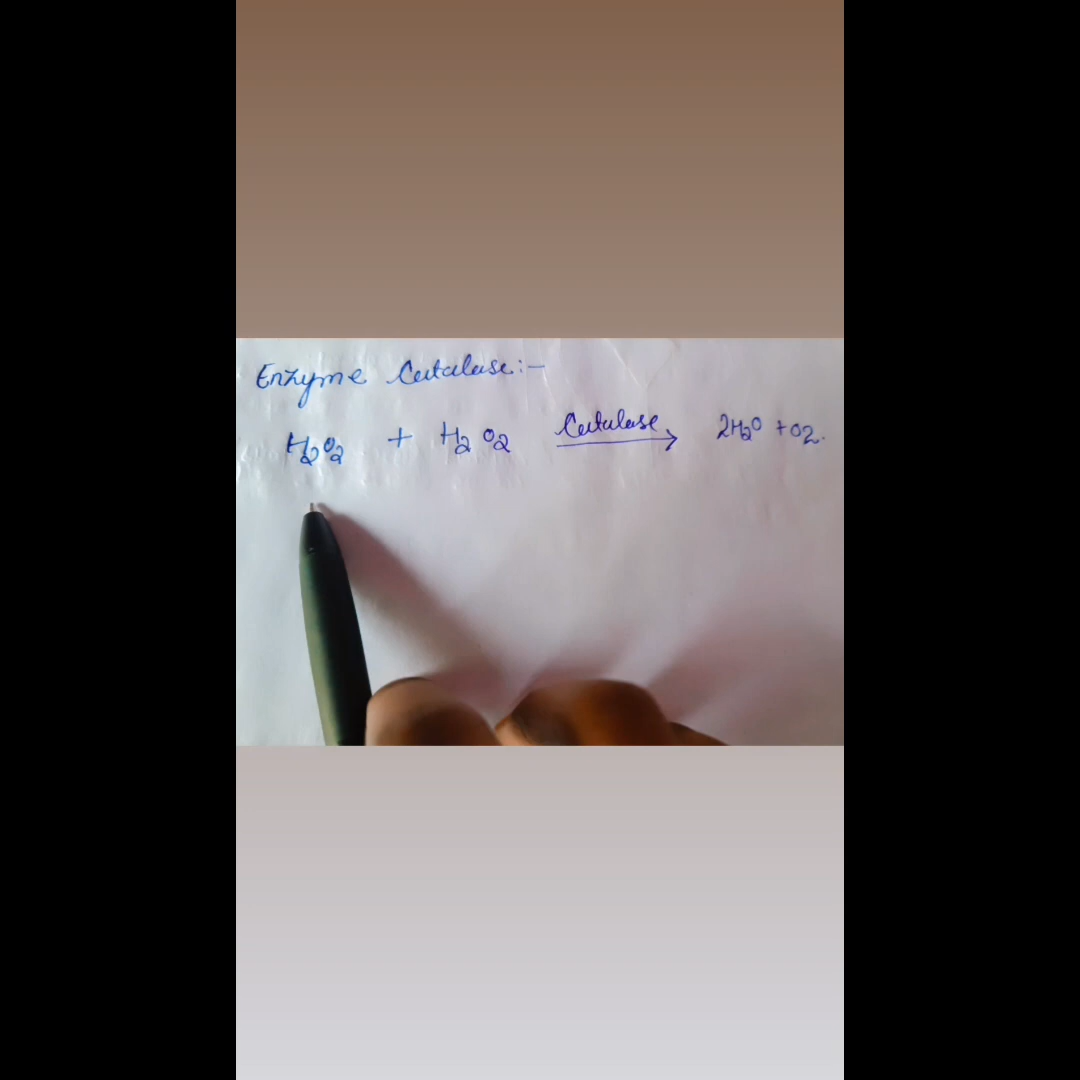 Enzyme Catalase:-
H₂O₂ + H₂O₂ Catalase → 2H₂O + O₂.